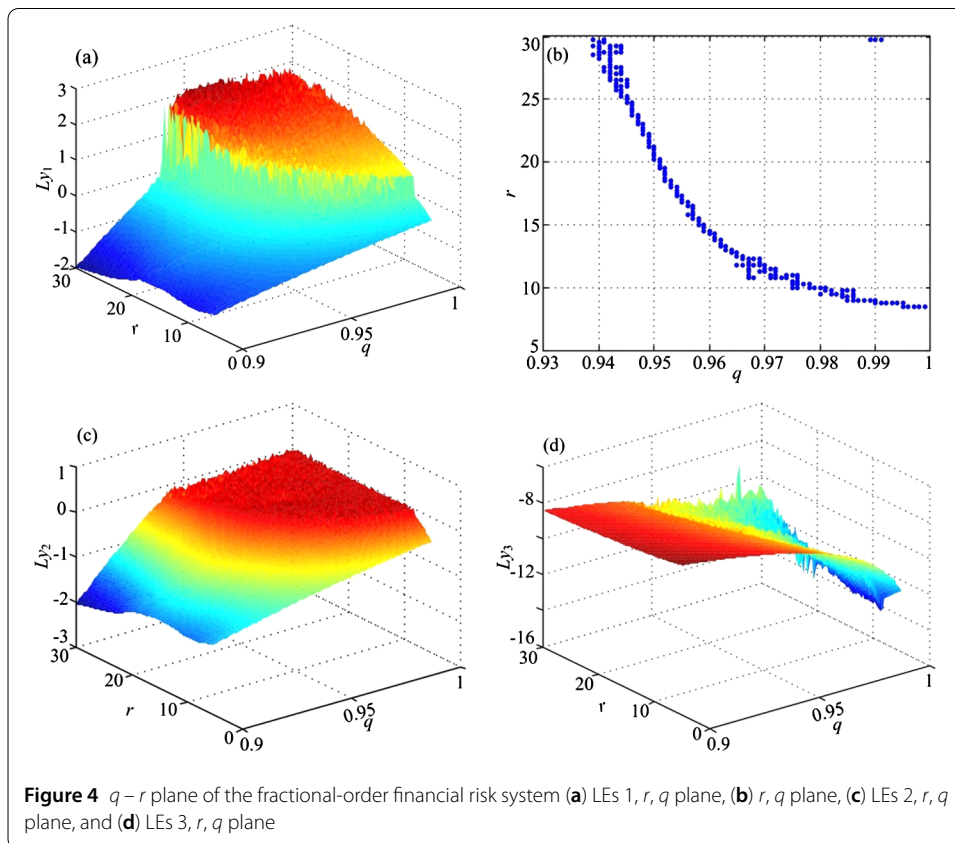 (a)
3
2
1
0
-1
-2
Ly1
30
20
10
0
r
0.9
0.95
1
q
(b)
30
r
20
15
10
5
0.93
0.94
0.95
0.96
0.97
0.98
0.99
1
q
(c)
1
0
-1
-2
-3
Ly2
30
20
10
0
r
0.9
0.95
1
q
(d)
-8
-12
-16
Ly3
30
20
10
0
r
0.9
0.95
1
q
Figure 4 q – r plane of the fractional-order financial risk system (a) LEs 1, r, q plane, (b) r, q plane, (c) LEs 2, r, q
plane, and (d) LEs 3, r, q plane